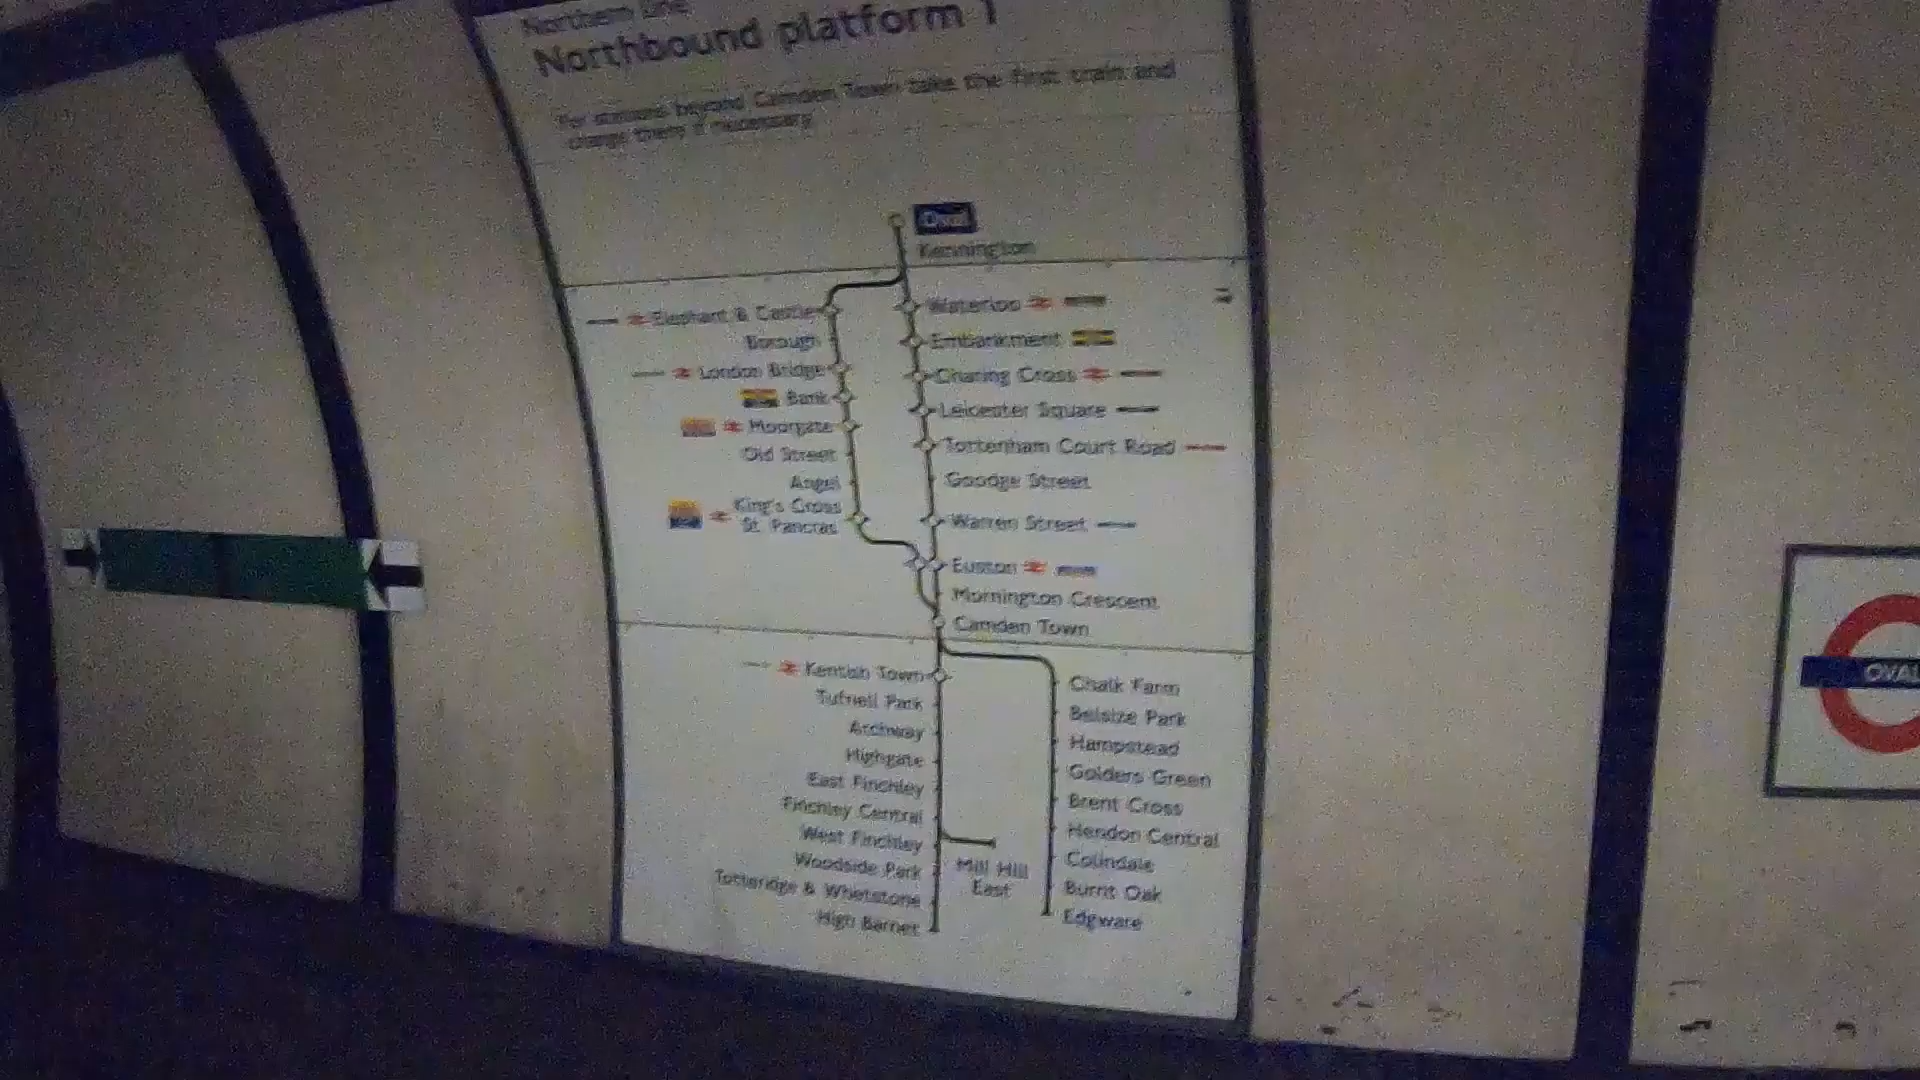 Northern Line
Northbound platform 1
For stations beyond Camden Town take the first train and
change there if necessary
Oval
Kennington
Elephant & Castle
Borough
London Bridge
Bank
Moorgate
Old Street
Angel
King's Cross
St. Pancras
Waterloo
Embankment
Charing Cross
Leicester Square
Tottenham Court Road
Goodge Street
Warren Street
Euston
Mornington Crescent
Camden Town
Kentish Town
Tufnell Park
Archway
Highgate
East Finchley
Finchley Central
West Finchley
Woodside Park
Totteridge & Whetstone
High Barnet
Mill Hill
East
Chalk Farm
Belsize Park
Hampstead
Golders Green
Brent Cross
Hendon Central
Colindale
Burnt Oak
Edgware
OVAL